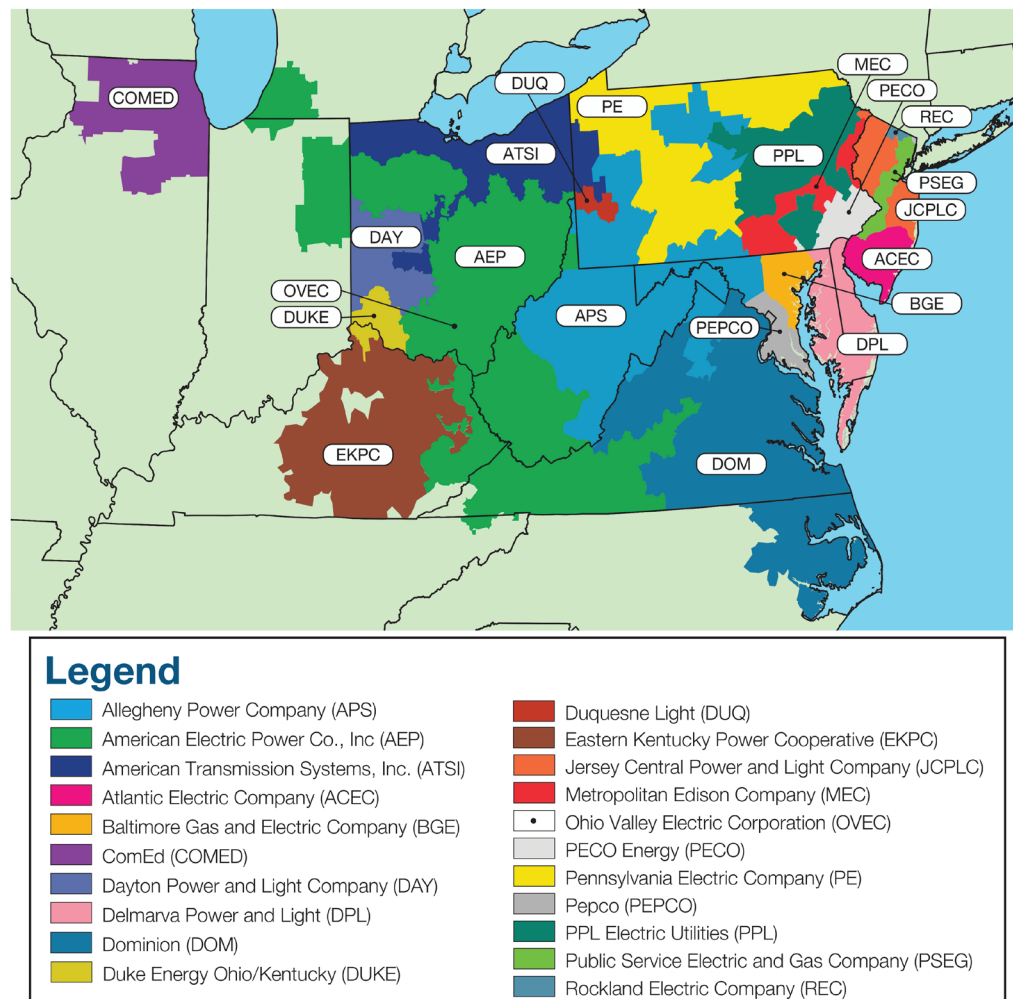 COMED
DUQ
PE
MEC
PECO
REC
ATSI
PPL
PSEG
JCPLC
DAY
AEP
ACEC
OVEC
DUKE
APS
PEPCO
BGE
DPL
EKPC
DOM
Legend
Allegheny Power Company (APS)
American Electric Power Co., Inc (AEP)
American Transmission Systems, Inc. (ATSI)
Atlantic Electric Company (ACEC)
Baltimore Gas and Electric Company (BGE)
ComEd (COMED)
Dayton Power and Light Company (DAY)
Delmarva Power and Light (DPL)
Dominion (DOM)
Duke Energy Ohio/Kentucky (DUKE)
Duquesne Light (DUQ)
Eastern Kentucky Power Cooperative (EKPC)
Jersey Central Power and Light Company (JCPLC)
Metropolitan Edison Company (MEC)
Ohio Valley Electric Corporation (OVEC)
PECO Energy (PECO)
Pennsylvania Electric Company (PE)
Pepco (PEPCO)
PPL Electric Utilities (PPL)
Public Service Electric and Gas Company (PSEG)
Rockland Electric Company (REC)